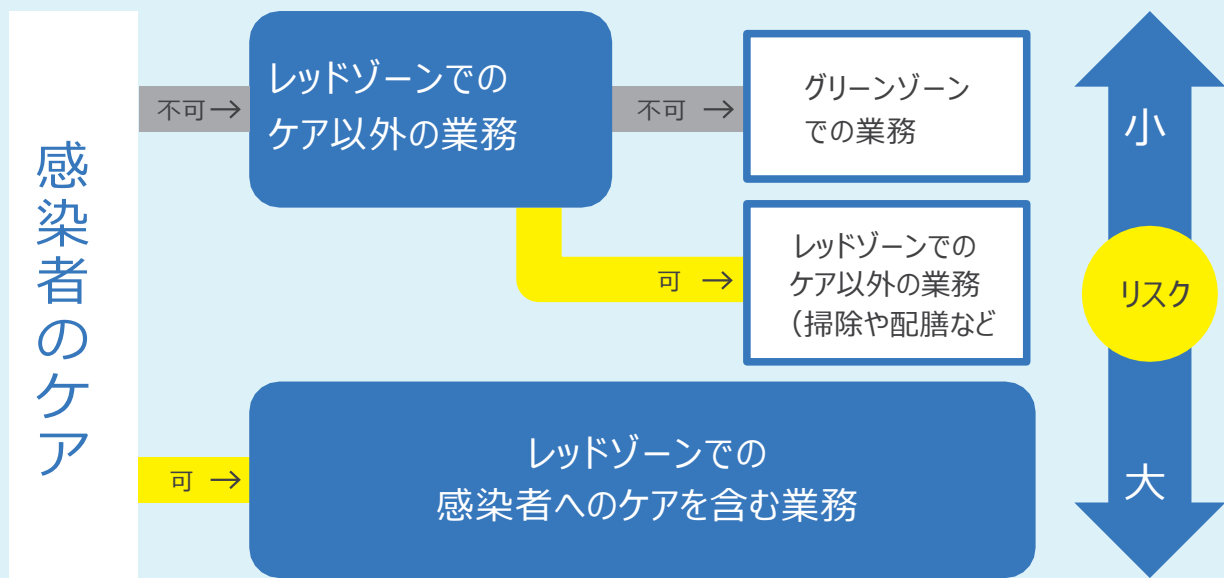 感染者のケア
不可→
レッドゾーンでの
ケア以外の業務
不可 →
グリーンゾーン
での業務
可 →
レッドゾーンでの
ケア以外の業務
（掃除や配膳など
可 →
レッドゾーンでの
感染者へのケアを含む業務
小
リスク
大